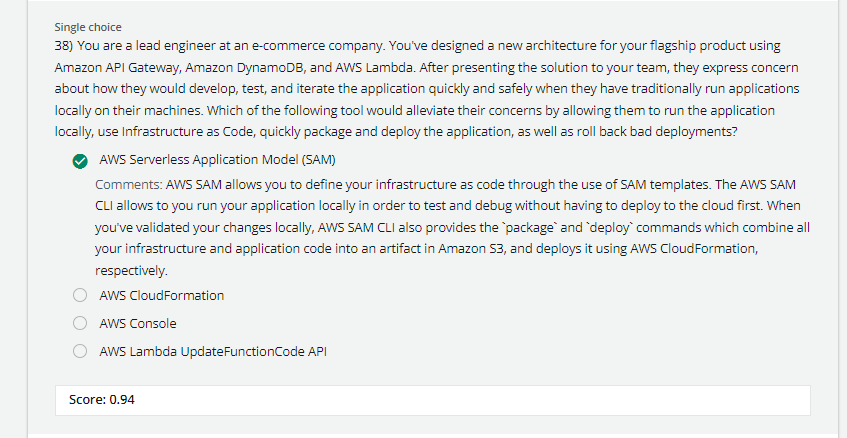 Single choice
38) You are a lead engineer at an e-commerce company. You've designed a new architecture for your flagship product using
Amazon API Gateway, Amazon DynamoDB, and AWS Lambda. After presenting the solution to your team, they express concern
about how they would develop, test, and iterate the application quickly and safely when they have traditionally run applications
locally on their machines. Which of the following tool would alleviate their concerns by allowing them to run the application
locally, use Infrastructure as Code, quickly package and deploy the application, as well as roll back bad deployments?
AWS Serverless Application Model (SAM)
Comments: AWS SAM allows you to define your infrastructure as code through the use of SAM templates. The AWS SAM
CLI allows to you run your application locally in order to test and debug without having to deploy to the cloud first. When
you've validated your changes locally, AWS SAM CLI also provides the `package` and `deploy` commands which combine all
your infrastructure and application code into an artifact in Amazon S3, and deploys it using AWS CloudFormation,
respectively.
AWS CloudFormation
AWS Console
AWS Lambda UpdateFunctionCode API
Score: 0.94